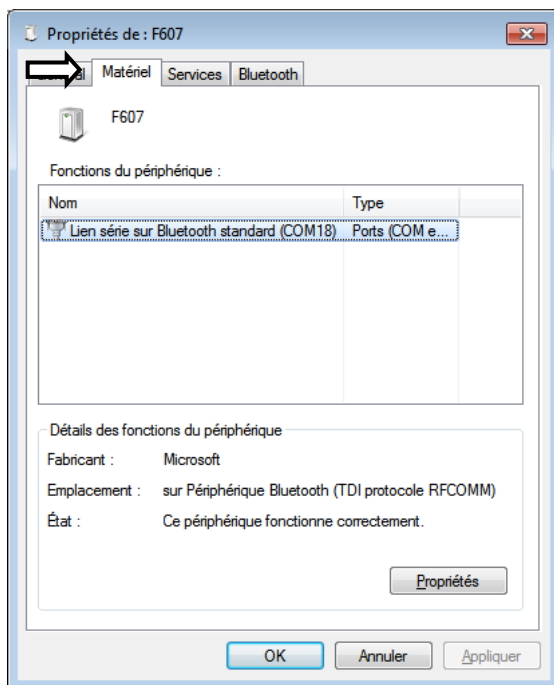 Propriétés de : F607
Matériel Services Bluetooth
F607
Fonctions du périphérique :
Nom Type
Lien série sur Bluetooth standard (COM18) Ports (COM e...
Détails des fonctions du périphérique
Fabricant : Microsoft
Emplacement : sur Périphérique Bluetooth (TDI protocole RFCOMM)
État : Ce périphérique fonctionne correctement.
Propriétés
OK Annuler Appliquer